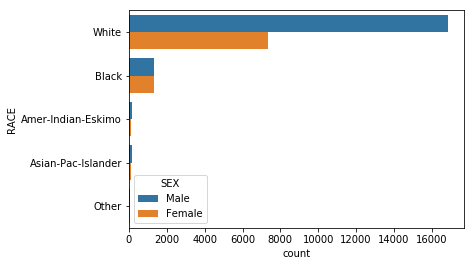 RACE
White
Black
Amer-Indian-Eskimo
Asian-Pac-Islander
Other
SEX
Male
Female
0 2000 4000 6000 8000 10000 12000 14000 16000
count